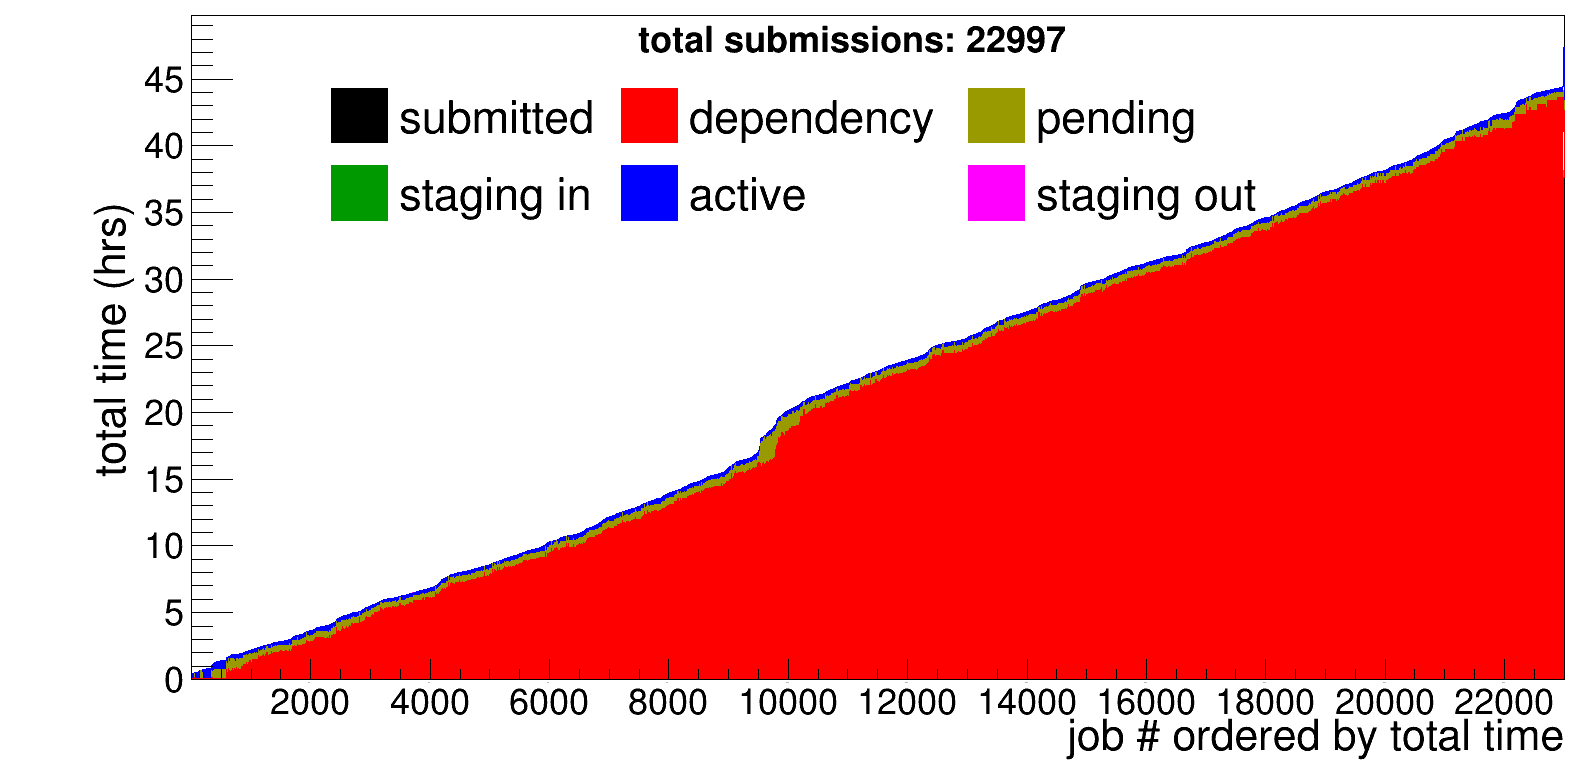 total submissions: 22997
submitted dependency pending
staging in active staging out
total time (hrs)
45
40
35
30
25
20
15
10
5
0
2000 4000 6000 8000 10000 12000 14000 16000 18000 20000 22000
job # ordered by total time